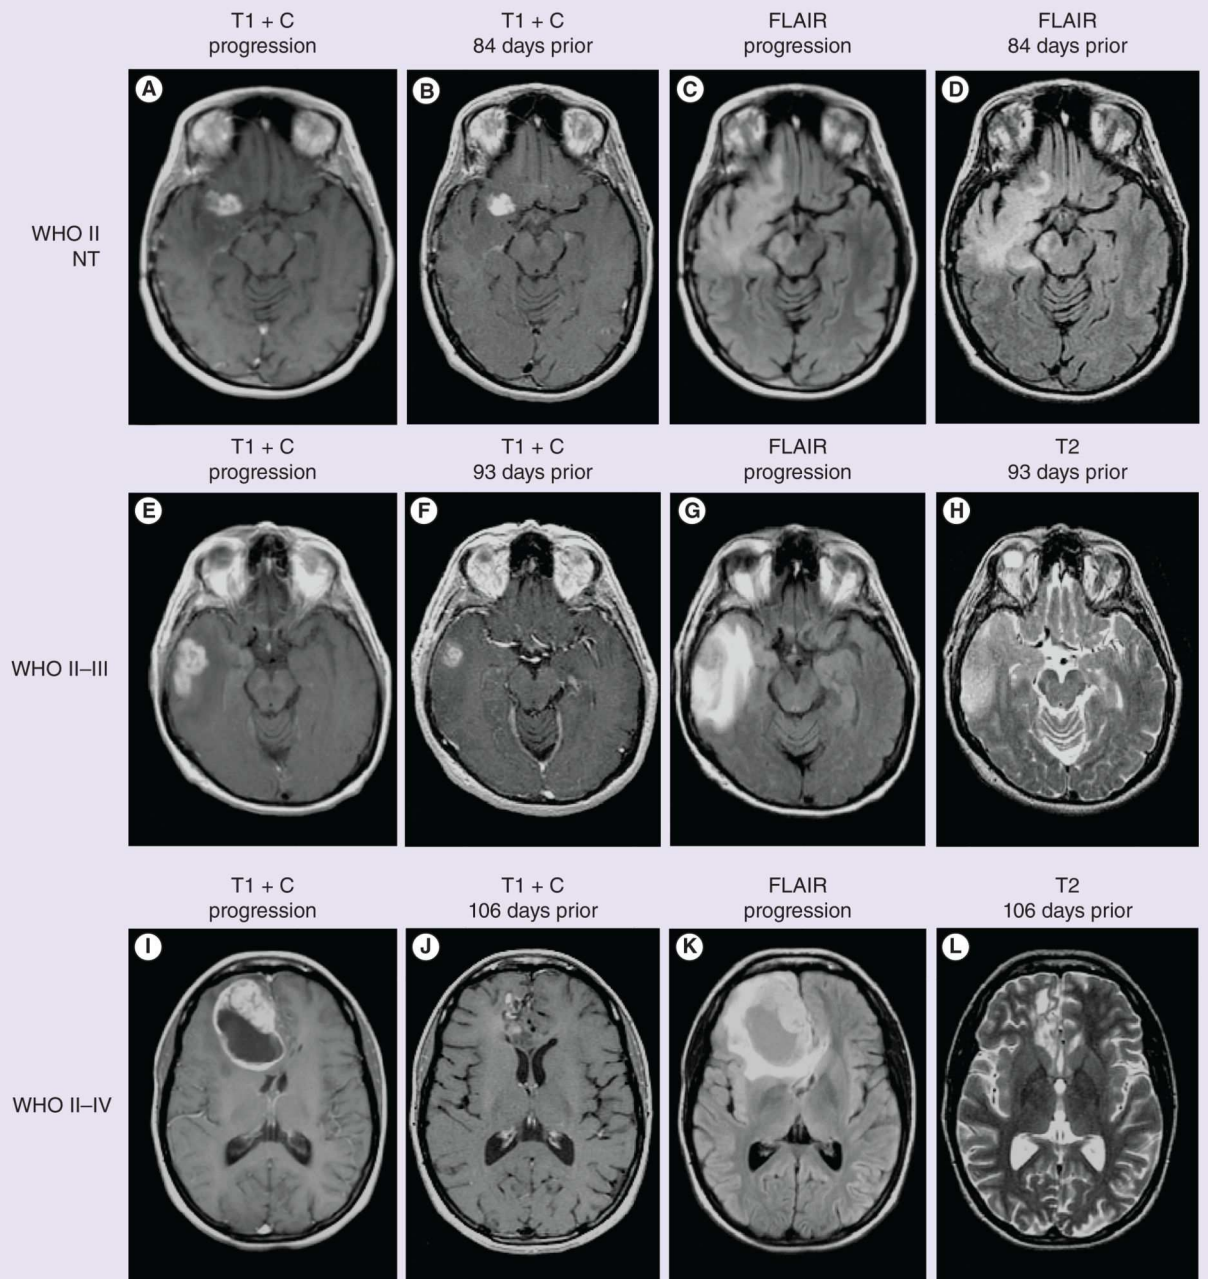 T1 + C
progression
T1 + C
84 days prior
FLAIR
progression
FLAIR
84 days prior
A
B
C
D
WHO II
NT
T1 + C
progression
T1 + C
93 days prior
FLAIR
progression
T2
93 days prior
E
F
G
H
WHO II–III
T1 + C
progression
T1 + C
106 days prior
FLAIR
progression
T2
106 days prior
I
J
K
L
WHO II–IV